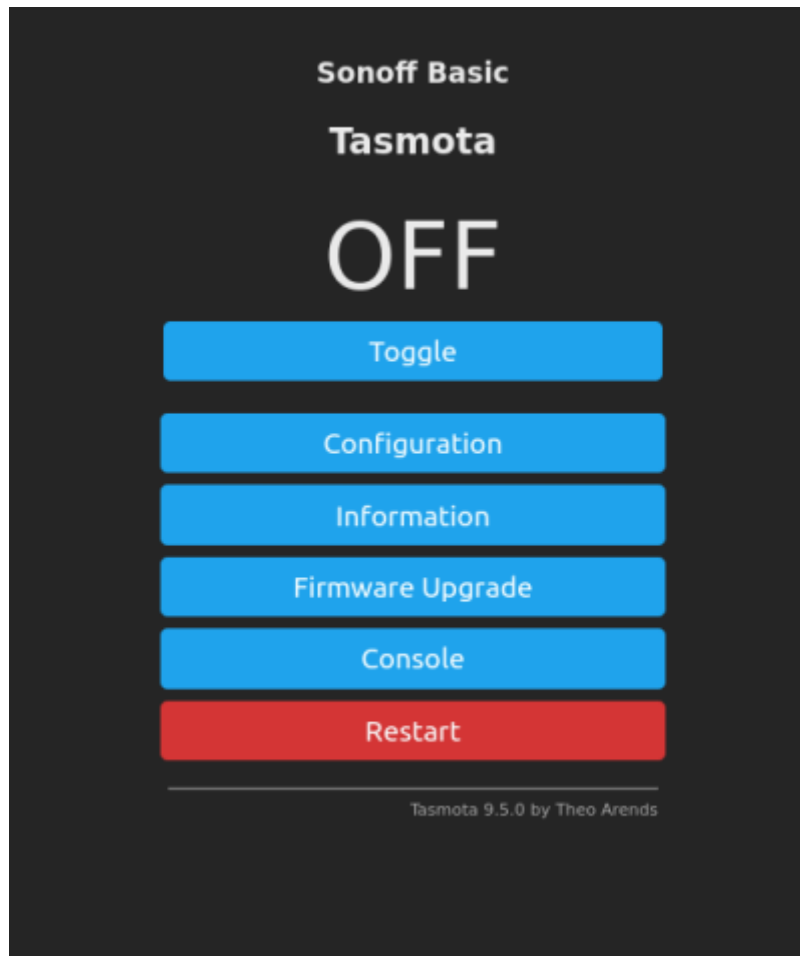 Sonoff Basic
Tasmota
OFF
Toggle
Configuration
Information
Firmware Upgrade
Console
Restart
Tasmota 9.5.0 by Theo Arends